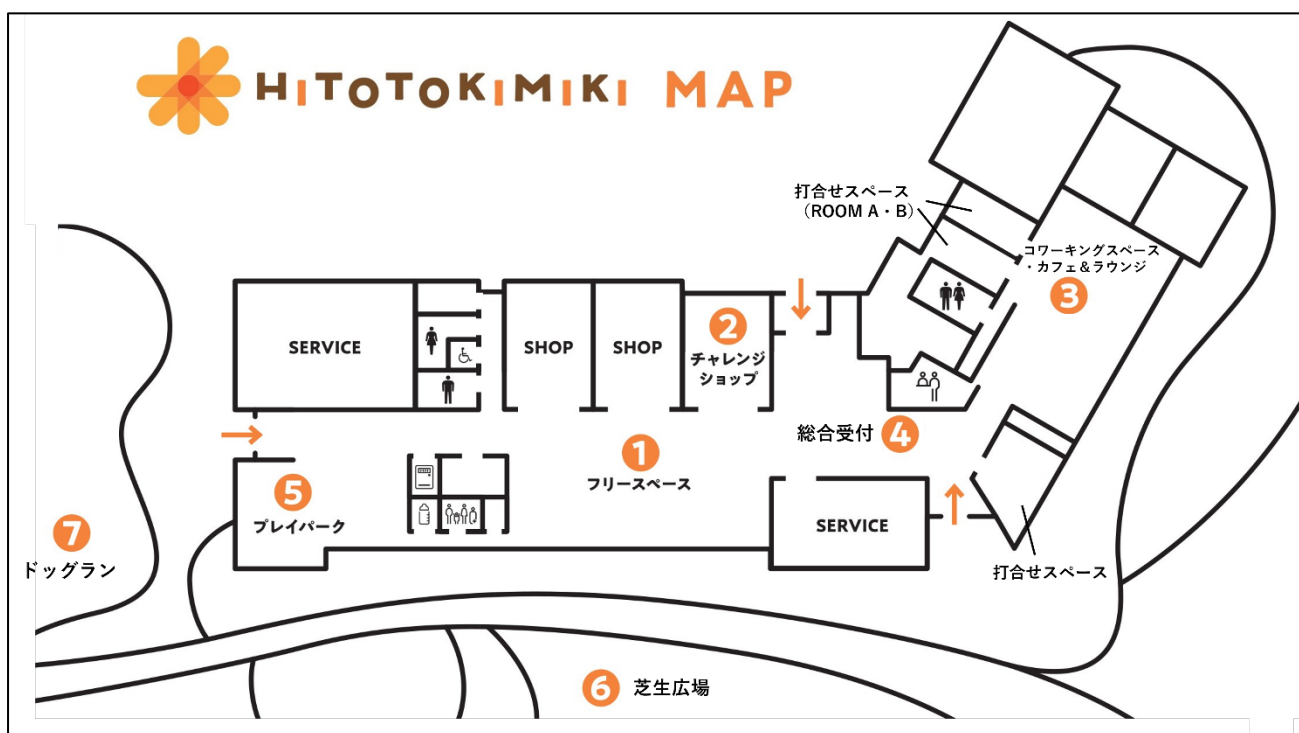 HITOTOKIMIKI MAP
打合せスペース
（ROOM A・B）
コワーキングスペース
・カフェ&ラウンジ
3
SERVICE
SHOP
SHOP
2
チャレンジ
ショップ
総合受付 4
1
フリースペース
5
プレイパーク
SERVICE
7
ドッグラン
打合せスペース
6 芝生広場